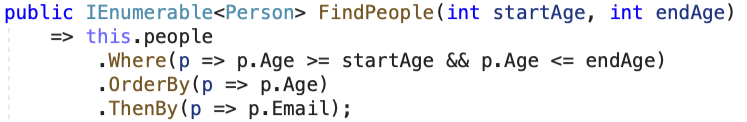 public IEnumerable<Person> FindPeople(int startAge, int endAge)
    => this.people
        .Where(p => p.Age >= startAge && p.Age <= endAge)
        .OrderBy(p => p.Age)
        .ThenBy(p => p.Email);